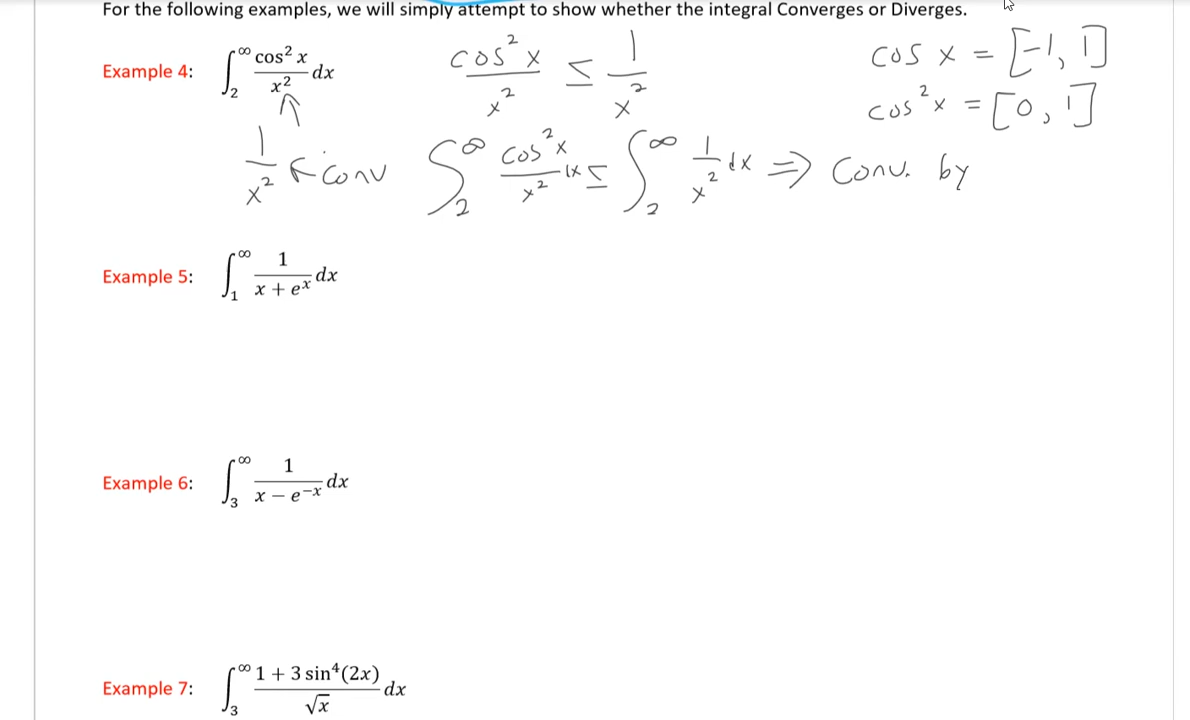 For the following examples, we will simply attempt to show whether the integral Converges or Diverges.
Example 4: ∫₂^∞ cos² x / x² dx
cos² x / x² ≤ 1 / x²
cos x = [-1, 1]
cos² x = [0, 1]
1 / x² ← conv
∫₂^∞ cos² x / x² dx ≤ ∫₂^∞ 1 / x² dx ⇒ Conv. by
Example 5: ∫₁^∞ 1 / (x + eˣ) dx
Example 6: ∫₃^∞ 1 / (x − e⁻ˣ) dx
Example 7: ∫₃^∞ (1 + 3 sin⁴(2x)) / √x dx